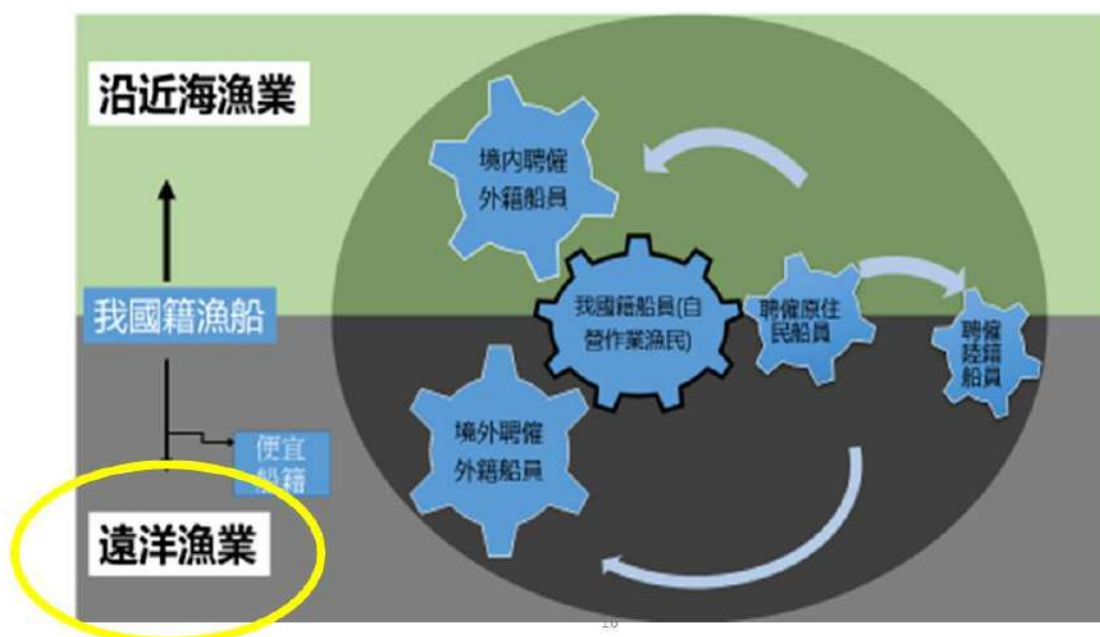 沿近海漁業
境內聘僱
外籍船員
我國籍漁船
我國籍船員(自
營作業漁民)
聘僱原住
民船員
聘僱
陸籍
船員
便宜
船籍
境外聘僱
外籍船員
遠洋漁業